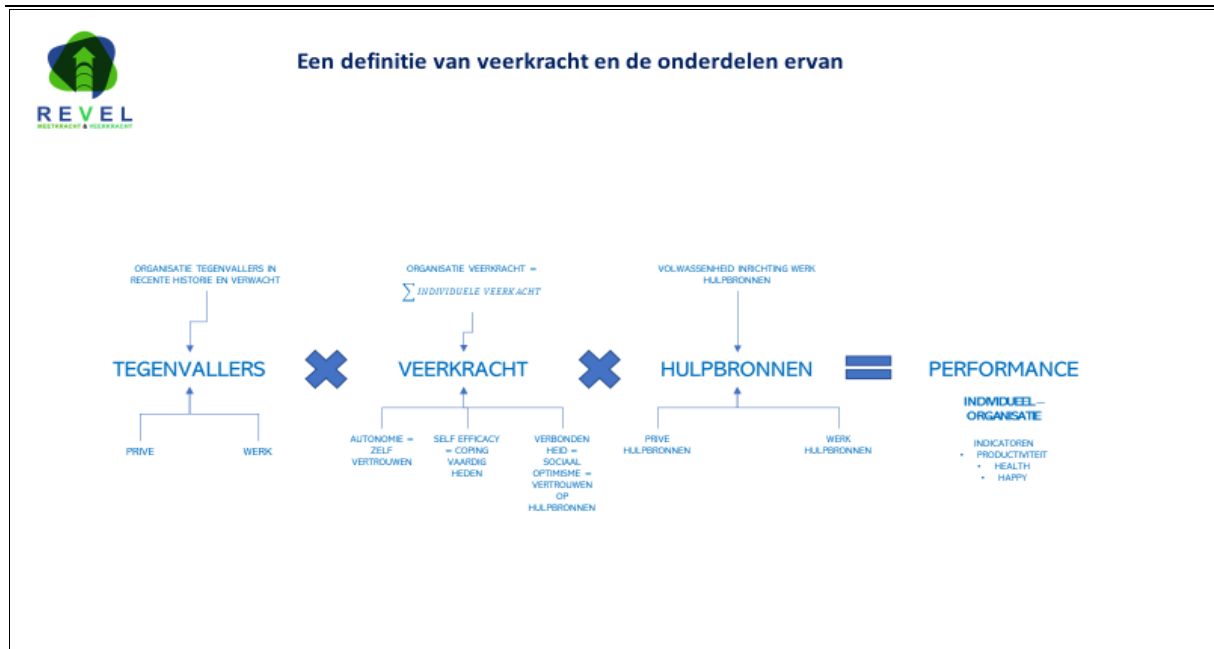 Een definitie van veerkracht en de onderdelen ervan
REVEL
MEETKRACHT & VEERKRACHT
ORGANISATIE TEGENVALLERS IN
RECENTE HISTORIE EN VERWACHT
ORGANISATIE VEERKRACHT =
∑ INDIVIDUELE VEERKACHT
VOLWASSENHEID INRICHTING WERK
HULPBRONNEN
TEGENVALLERS
VEERKRACHT
HULPBRONNEN
PERFORMANCE
PRIVE
WERK
AUTONOMIE =
ZELF
VERTROUWEN
SELF EFFICACY
= COPING
VAARDIG
HEDEN
VERBONDEN
HEID =
SOCIAAL
OPTIMISME =
VERTROUWEN
OP
HULPBRONNEN
PRIVE
HULPBRONNEN
WERK
HULPBRONNEN
INDIVIDUEEL –
ORGANISATIE
INDICATOREN
• PRODUCTIVITEIT
• HEALTH
• HAPPY